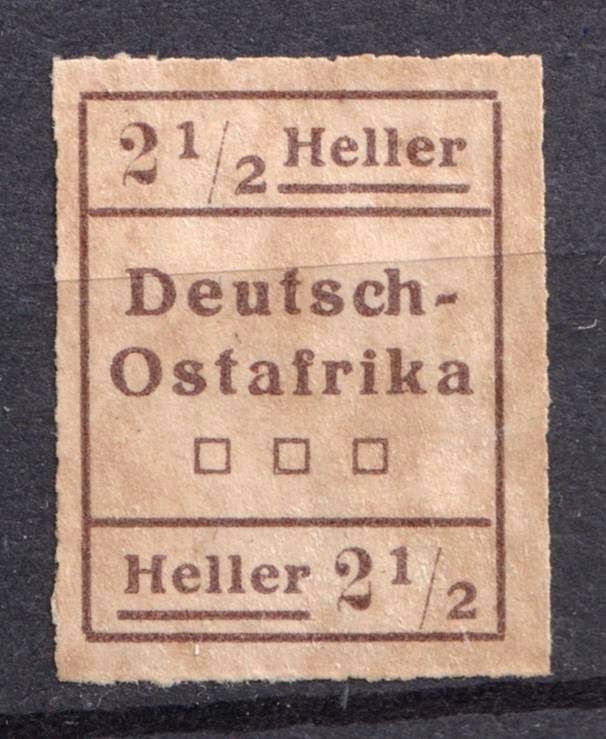 2 1/2 Heller
Deutsch-
Ostafrika
Heller 2 1/2